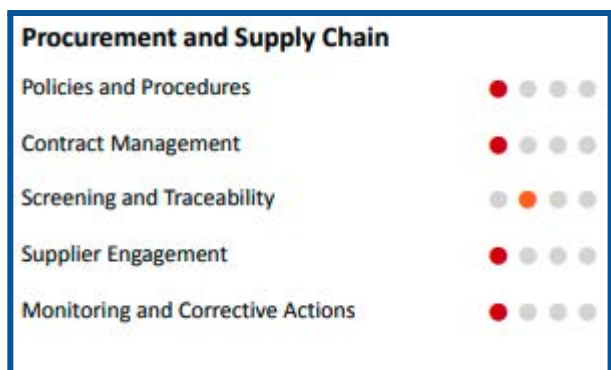 Procurement and Supply Chain
Policies and Procedures
Contract Management
Screening and Traceability
Supplier Engagement
Monitoring and Corrective Actions